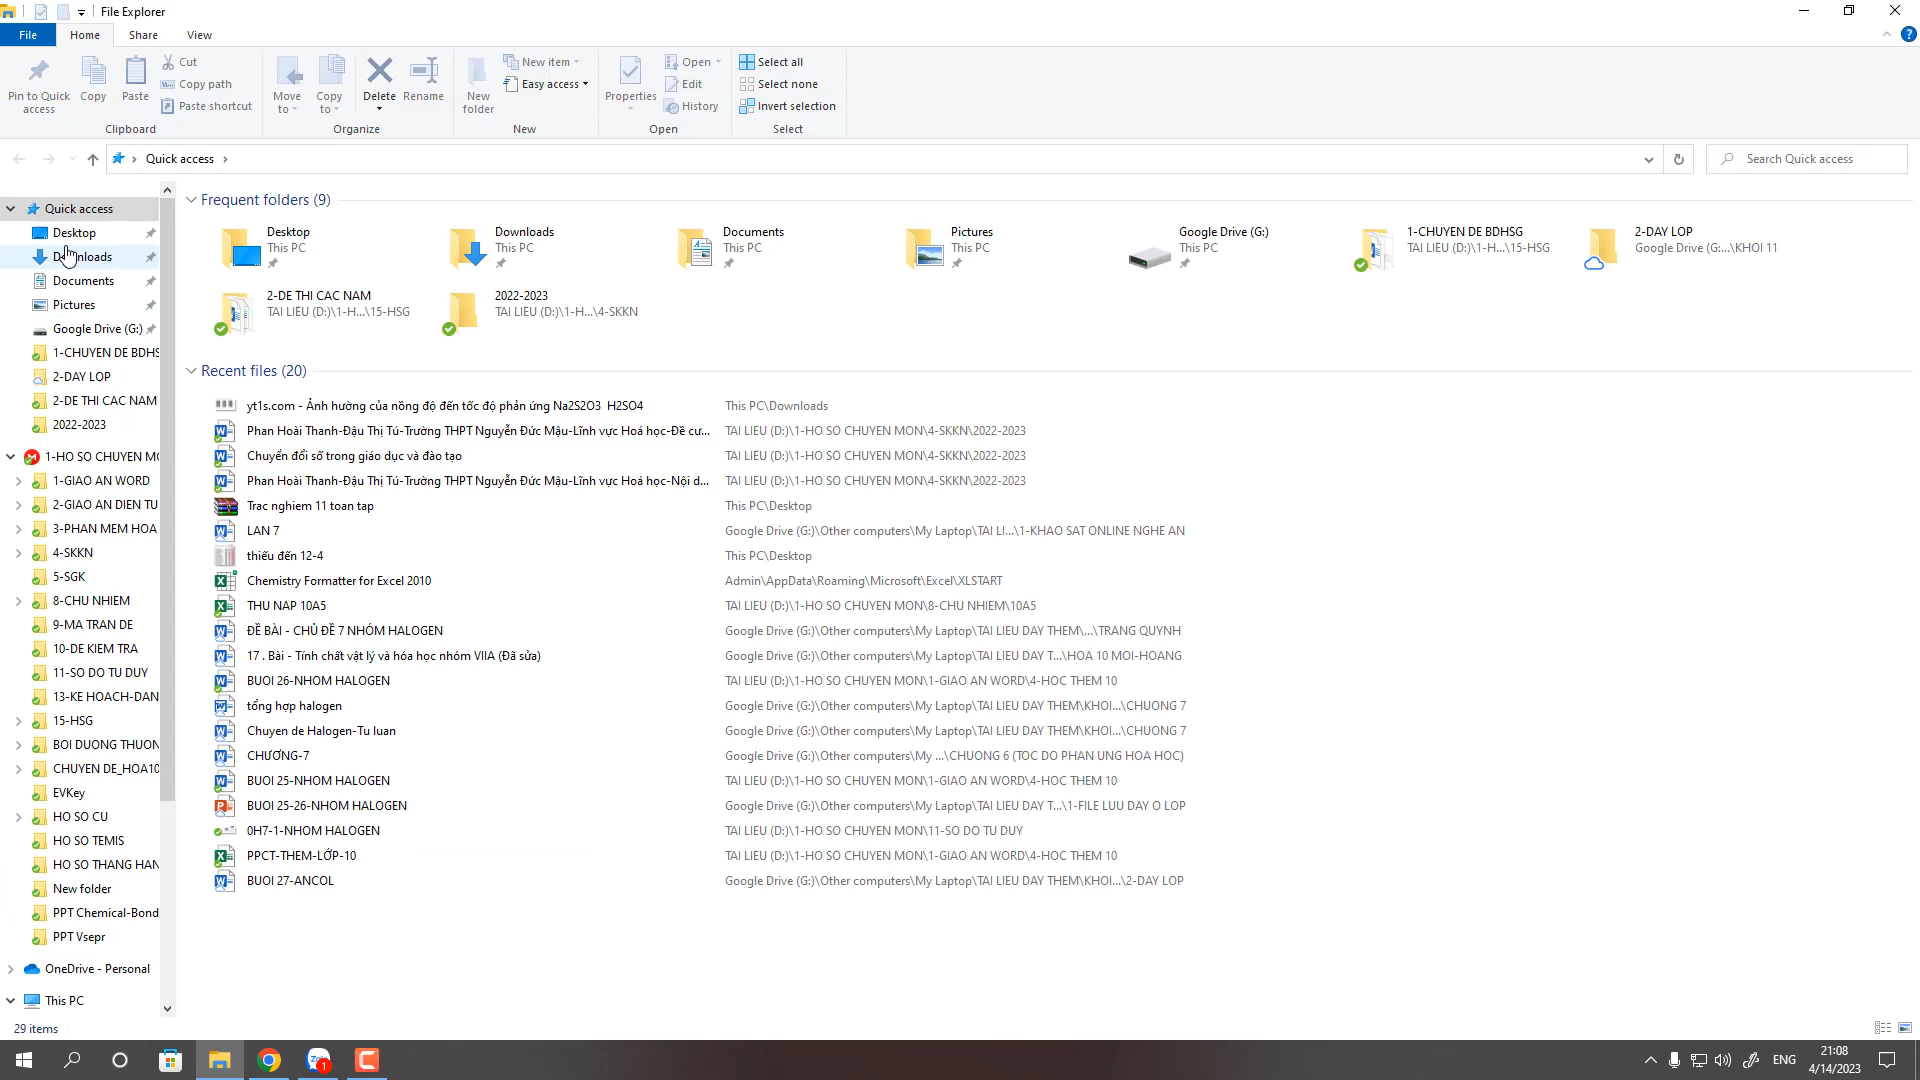 File Explorer
File Home Share View
Pin to Quick access
Copy
Paste
Cut
Copy path
Paste shortcut
Clipboard
Move to
Copy to
Delete
Rename
Organize
New folder
New item
Easy access
New
Properties
Open
Edit
History
Open
Select all
Select none
Invert selection
Select
Quick access
Search Quick access
Quick access
Desktop
Documents
Pictures
Google Drive (G:)
1-CHUYEN DE BDHS
2-DAY LOP
2-DE THI CAC NAM
2022-2023
1-HO SO CHUYEN MO
1-GIAO AN WORD
2-GIAO AN DIEN TU
3-PHAN MEM HOA
4-SKKN
5-SGK
8-CHU NHIEM
9-MA TRAN DE
10-DE KIEM TRA
11-SO DO TU DUY
13-KE HOACH-DAN
15-HSG
BOI DUONG THUON
CHUYEN DE_HOA10
EVKey
HO SO CU
HO SO TEMIS
HO SO THANG HAN
New folder
PPT Chemical-Bond
PPT Vsepr
OneDrive - Personal
This PC
Frequent folders (9)
Desktop
This PC
Downloads
This PC
Documents
This PC
Pictures
This PC
Google Drive (G:)
This PC
1-CHUYEN DE BDHSG
TAI LIEU (D:)\1-H...\15-HSG
2-DAY LOP
Google Drive (G:...\KHOI 11
2-DE THI CAC NAM
TAI LIEU (D:)\1-H...\15-HSG
2022-2023
TAI LIEU (D:)\1-H...\4-SKKN
Recent files (20)
yt1s.com - Ảnh hưởng của nồng độ đến tốc độ phản ứng Na2S2O3 H2SO4 This PC\Downloads
Phan Hoài Thanh-Đậu Thị Tú-Trường THPT Nguyễn Đức Mậu-Lĩnh vực Hoá học-Đề cư... TAI LIEU (D:)\1-HO SO CHUYEN MON\4-SKKN\2022-2023
Chuyển đổi số trong giáo dục và đào tạo TAI LIEU (D:)\1-HO SO CHUYEN MON\4-SKKN\2022-2023
Phan Hoài Thanh-Đậu Thị Tú-Trường THPT Nguyễn Đức Mậu-Lĩnh vực Hoá học-Nội d... TAI LIEU (D:)\1-HO SO CHUYEN MON\4-SKKN\2022-2023
Trac nghiem 11 toan tap This PC\Desktop
LAN 7 Google Drive (G:)\Other computers\My Laptop\TAI LI...\1-KHAO SAT ONLINE NGHE AN
thiếu đến 12-4 This PC\Desktop
Chemistry Formatter for Excel 2010 Admin\AppData\Roaming\Microsoft\Excel\XLSTART
THU NAP 10A5 TAI LIEU (D:)\1-HO SO CHUYEN MON\8-CHU NHIEM\10A5
ĐỀ BÀI - CHỦ ĐỀ 7 NHÓM HALOGEN Google Drive (G:)\Other computers\My Laptop\TAI LIEU DAY THEM\...\TRANG QUYNH
17 . Bài - Tính chất vật lý và hóa học nhóm VIIA (Đã sửa) Google Drive (G:)\Other computers\My Laptop\TAI LIEU DAY T...\HOA 10 MOI-HOANG
BUOI 26-NHOM HALOGEN TAI LIEU (D:)\1-HO SO CHUYEN MON\1-GIAO AN WORD\4-HOC THEM 10
tổng hợp halogen Google Drive (G:)\Other computers\My Laptop\TAI LIEU DAY THEM\KHOI...\CHUONG 7
Chuyen de Halogen-Tu luan Google Drive (G:)\Other computers\My Laptop\TAI LIEU DAY THEM\KHOI...\CHUONG 7
CHƯƠNG-7 Google Drive (G:)\Other computers\My ...\CHUONG 6 (TOC DO PHAN UNG HOA HOC)
BUOI 25-NHOM HALOGEN TAI LIEU (D:)\1-HO SO CHUYEN MON\1-GIAO AN WORD\4-HOC THEM 10
BUOI 25-26-NHOM HALOGEN Google Drive (G:)\Other computers\My Laptop\TAI LIEU DAY T...\1-FILE LUU DAY O LOP
0H7-1-NHOM HALOGEN TAI LIEU (D:)\1-HO SO CHUYEN MON\11-SO DO TU DUY
PPCT-THEM-LỚP-10 TAI LIEU (D:)\1-HO SO CHUYEN MON\1-GIAO AN WORD\4-HOC THEM 10
BUOI 27-ANCOL Google Drive (G:)\Other computers\My Laptop\TAI LIEU DAY THEM\KHOI...\2-DAY LOP
29 items
1
ENG
21:08
4/14/2023